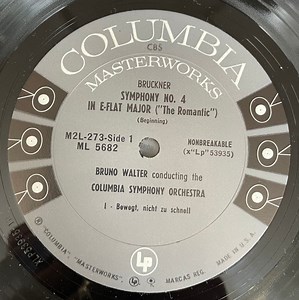 COLUMBIA
CBS
MASTERWORKS
BRUCKNER
SYMPHONY NO. 4
IN E-FLAT MAJOR ("The Romantic")
(Beginning)
M2L-273-Side 1
ML 5682
NONBREAKABLE
(x"Lp"53935)
BRUNO WALTER conducting the
COLUMBIA SYMPHONY ORCHESTRA
I - Bewegt, nicht zu schnell
LP
® "COLUMBIA", "MASTERWORKS", MARCAS REG. MADE IN U.S.A.